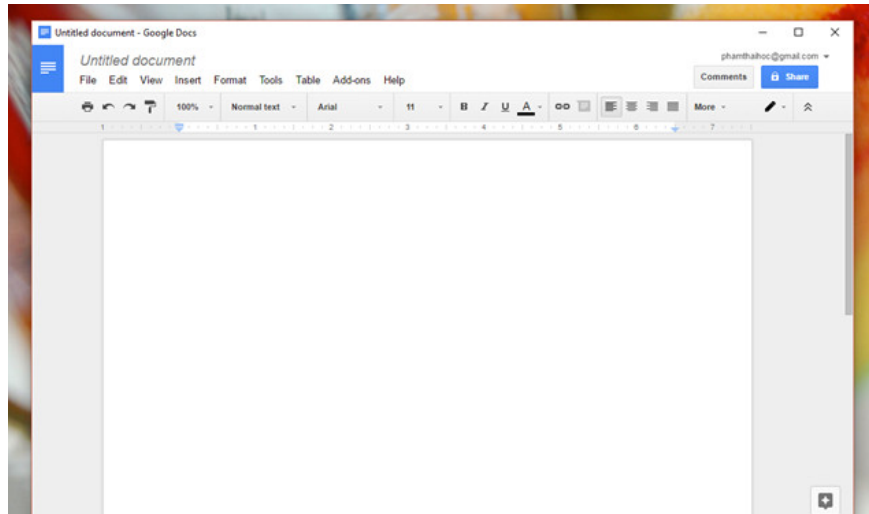 Untitled document - Google Docs
Untitled document
phamthaihoc@gmail.com
File Edit View Insert Format Tools Table Add-ons Help
Comments
Share
100% Normal text Arial 11 B I U A More
1 1 2 3 4 5 6 7